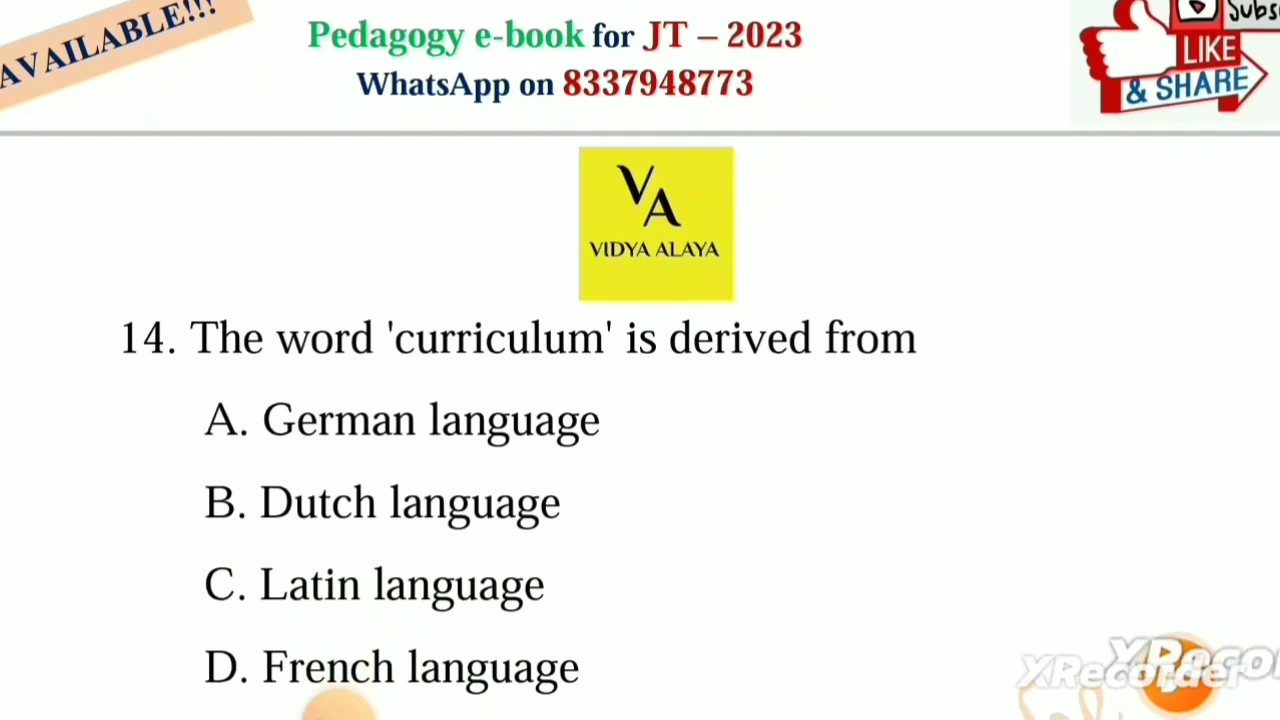 AVAILABLE!!!
Pedagogy e-book for JT – 2023
WhatsApp on 8337948773
Subs
LIKE
& SHARE
VA
VIDYA ALAYA
14. The word 'curriculum' is derived from
A. German language
B. Dutch language
C. Latin language
D. French language
XRecorder